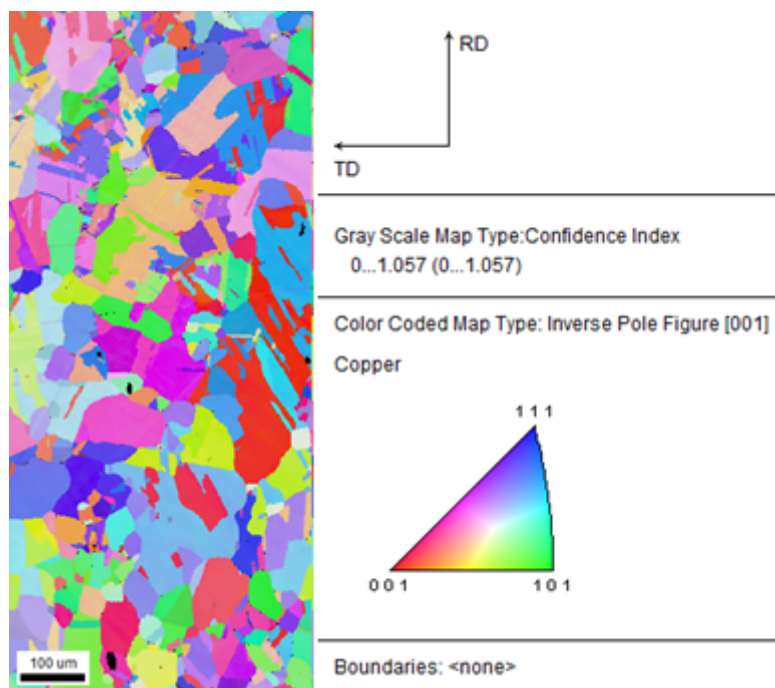 RD
TD
Gray Scale Map Type:Confidence Index
0...1.057 (0...1.057)
Color Coded Map Type: Inverse Pole Figure [001]
Copper
1 1 1
0 0 1
1 0 1
Boundaries: <none>
100 um